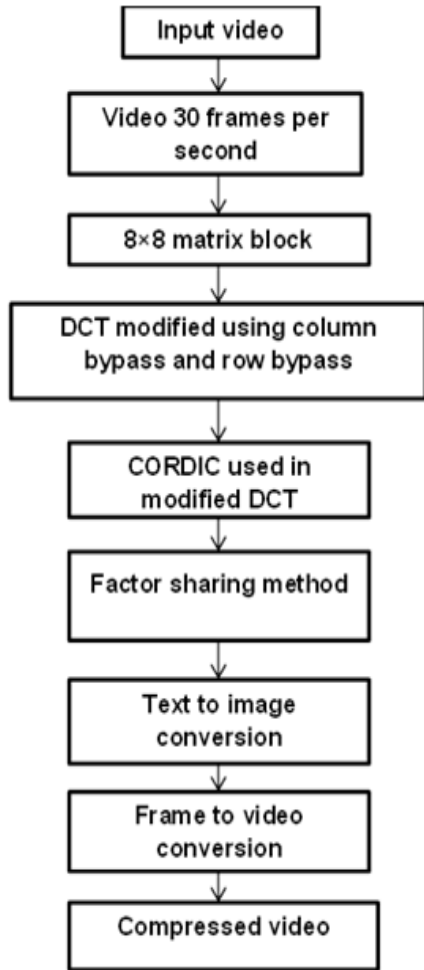 Input video
Video 30 frames per
second
8×8 matrix block
DCT modified using column
bypass and row bypass
CORDIC used in
modified DCT
Factor sharing method
Text to image
conversion
Frame to video
conversion
Compressed video